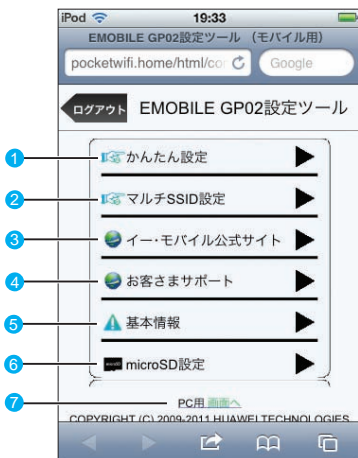 iPod 19:33
EMOBILE GP02設定ツール （モバイル用）
pocketwifi.home/html/co Google
ログアウト EMOBILE GP02設定ツール
1 かんたん設定
2 マルチSSID設定
3 イー・モバイル公式サイト
4 お客さまサポート
5 基本情報
6 microSD設定
7 PC用 画面へ
COPYRIGHT (C) 2009-2011 HUAWEI TECHNOLOGIES